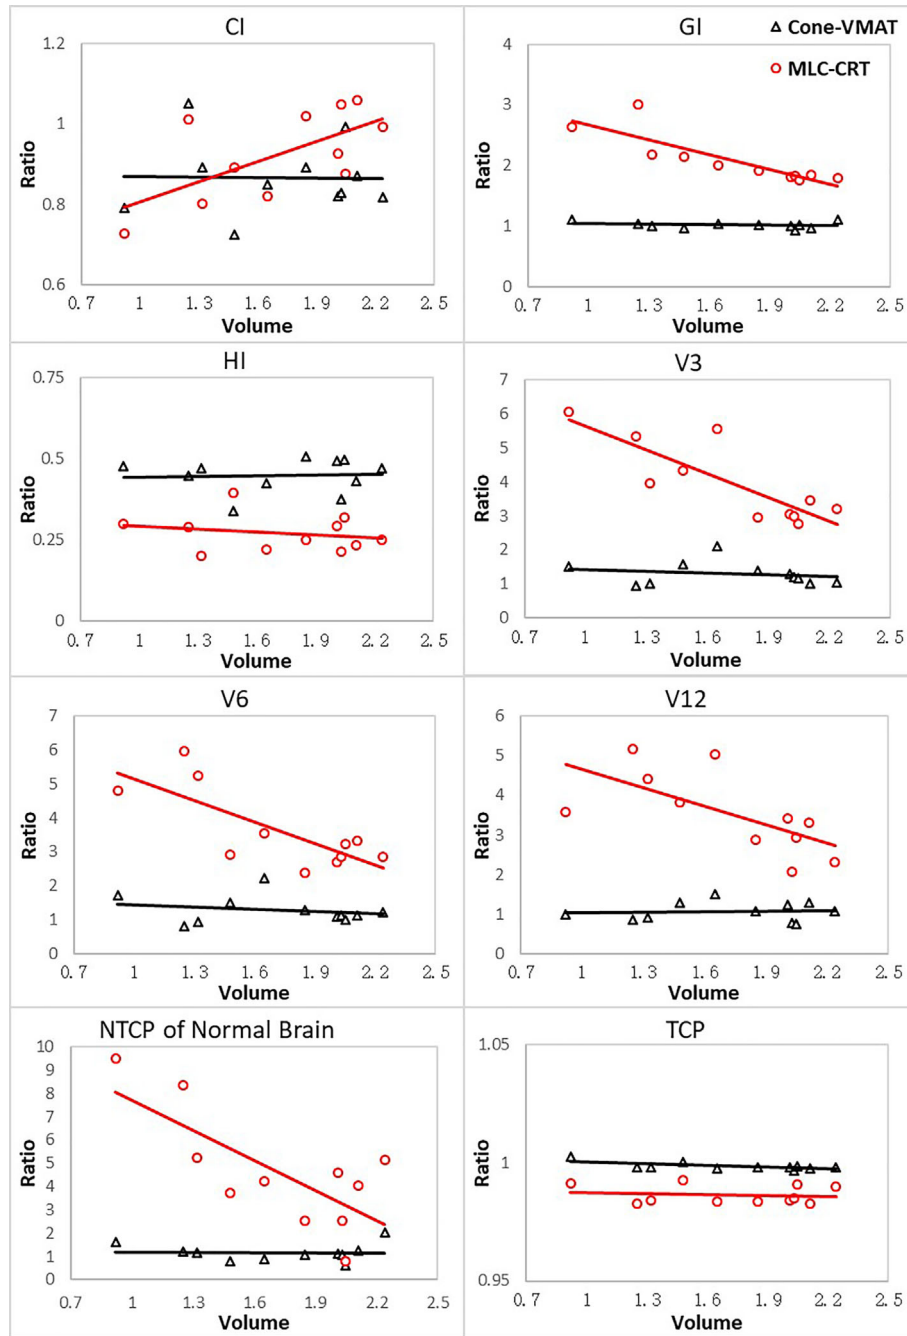 CI
1.2
1
0.8
0.6
Ratio
0.7 1 1.3 1.6 1.9 2.2 2.5
Volume
GI
Cone-VMAT
MLC-CRT
4
3
2
1
0
Ratio
0.7 1 1.3 1.6 1.9 2.2 2.5
Volume
HI
0.75
0.5
0.25
0
Ratio
0.7 1 1.3 1.6 1.9 2.2 2.5
Volume
V3
7
6
5
4
3
2
1
0
Ratio
0.7 1 1.3 1.6 1.9 2.2 2.5
Volume
V6
7
6
5
4
3
2
1
0
Ratio
0.7 1 1.3 1.6 1.9 2.2 2.5
Volume
V12
6
5
4
3
2
1
0
Ratio
0.7 1 1.3 1.6 1.9 2.2 2.5
Volume
NTCP of Normal Brain
10
9
8
7
6
5
4
3
2
1
0
Ratio
0.7 1 1.3 1.6 1.9 2.2 2.5
Volume
TCP
1.05
1
0.95
Ratio
0.7 1 1.3 1.6 1.9 2.2 2.5
Volume